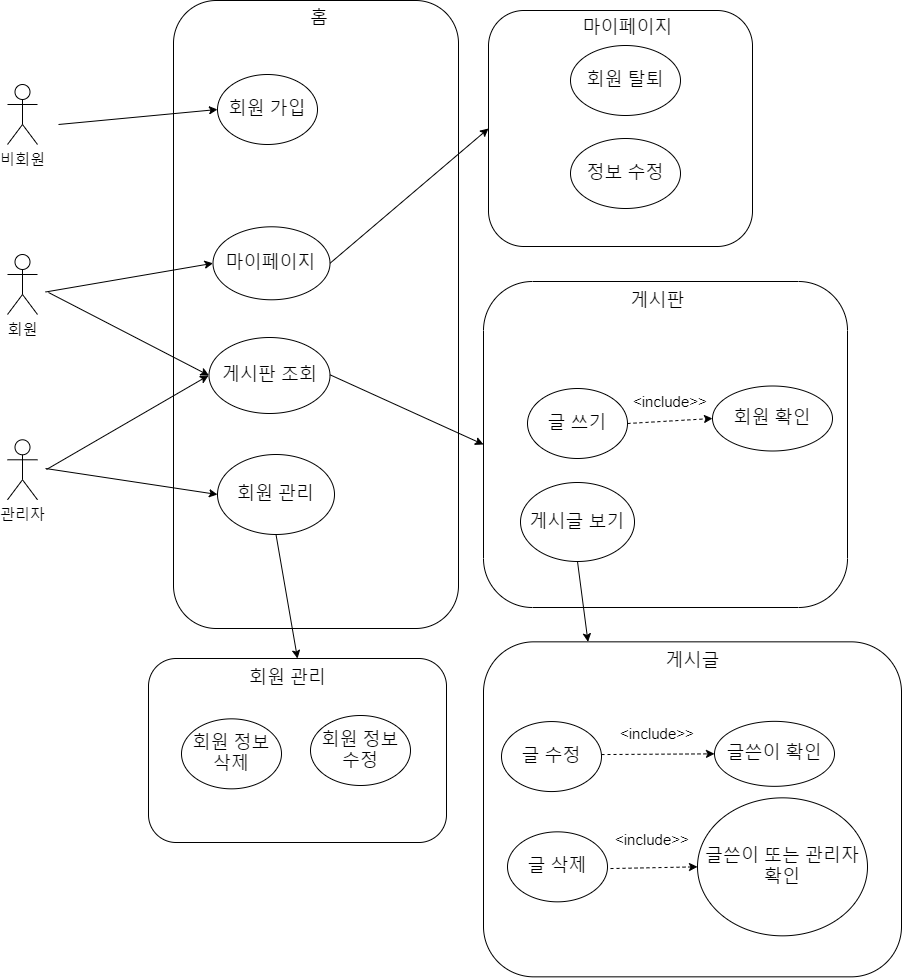 홈
회원 가입
마이페이지
게시판 조회
회원 관리
비회원
회원
관리자
마이페이지
회원 탈퇴
정보 수정
게시판
글 쓰기
<include>>
회원 확인
게시글 보기
회원 관리
회원 정보
삭제
회원 정보
수정
게시글
글 수정
<include>>
글쓴이 확인
글 삭제
<include>>
글쓴이 또는 관리자
확인